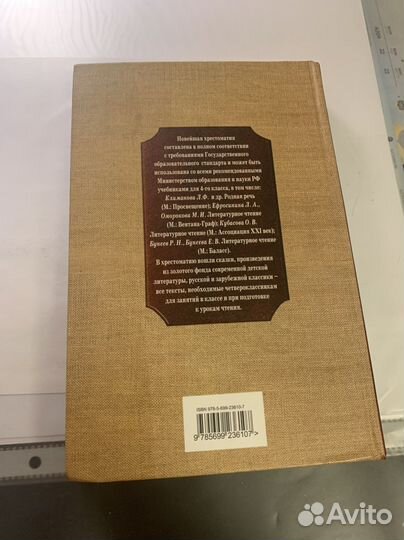 Новейшая хрестоматия
составлена в полном соответствии
с требованиями Государственного
образовательного стандарта и может быть
использована со всеми рекомендованными
Министерством образования и науки РФ
учебниками для 4-го класса, в том числе:
Климанова Л.Ф. и др. Родная речь
(М.: Просвещение); Ефросинина Л. А.,
Оморокова М. И. Литературное чтение
(М.: Вентана-Граф); Кубасова О. В.
Литературное чтение (М.: Ассоциация XXI век);
Бунеев Р. Н., Бунеева Е. В. Литературное чтение
(М.: Баласс).
В хрестоматию вошли сказки, произведения
из золотого фонда современной детской
литературы, русской и зарубежной классики –
все тексты, необходимые четвероклассникам
для занятий в классе и при подготовке
к урокам чтения.
ISBN 978-5-699-23610-7
9 785699 236107 >
Avito